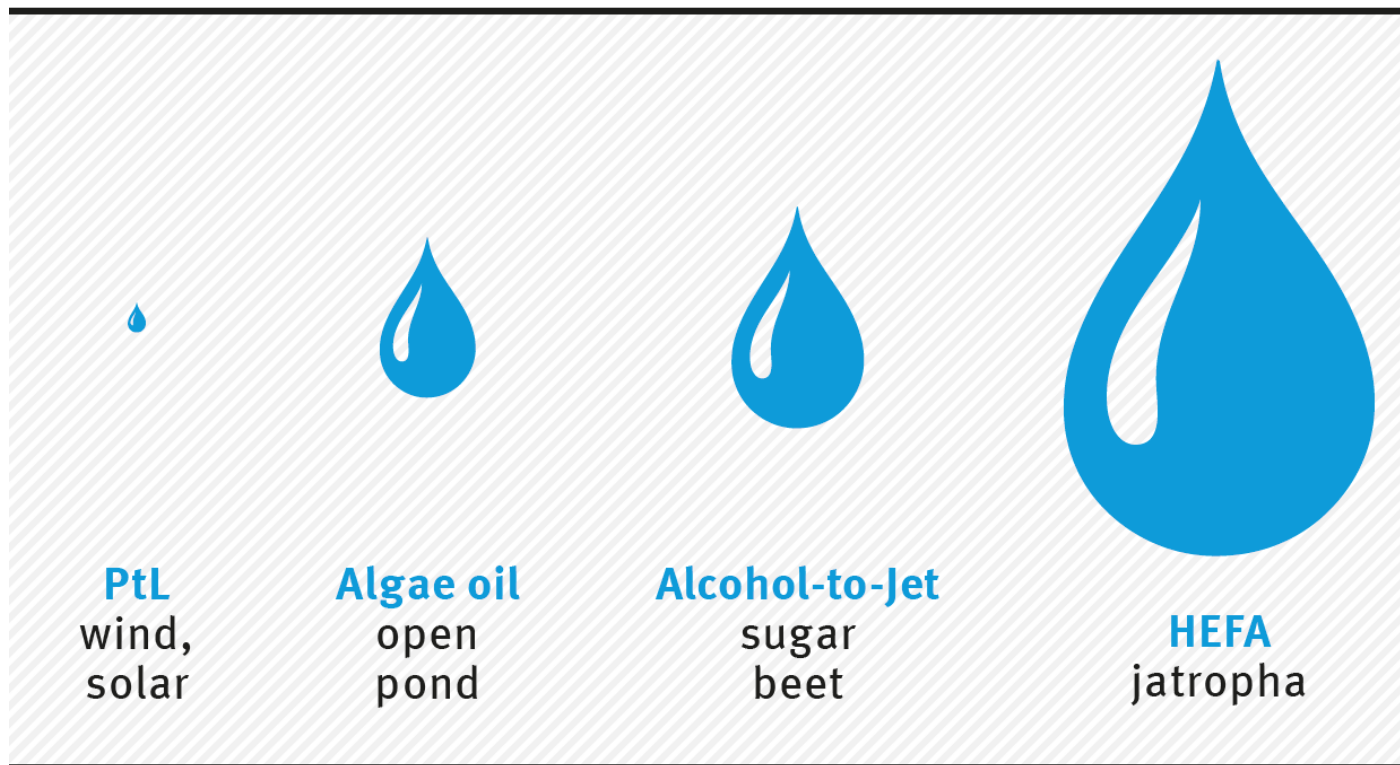 PtL
wind,
solar
Algae oil
open
pond
Alcohol-to-Jet
sugar
beet
HEFA
jatropha